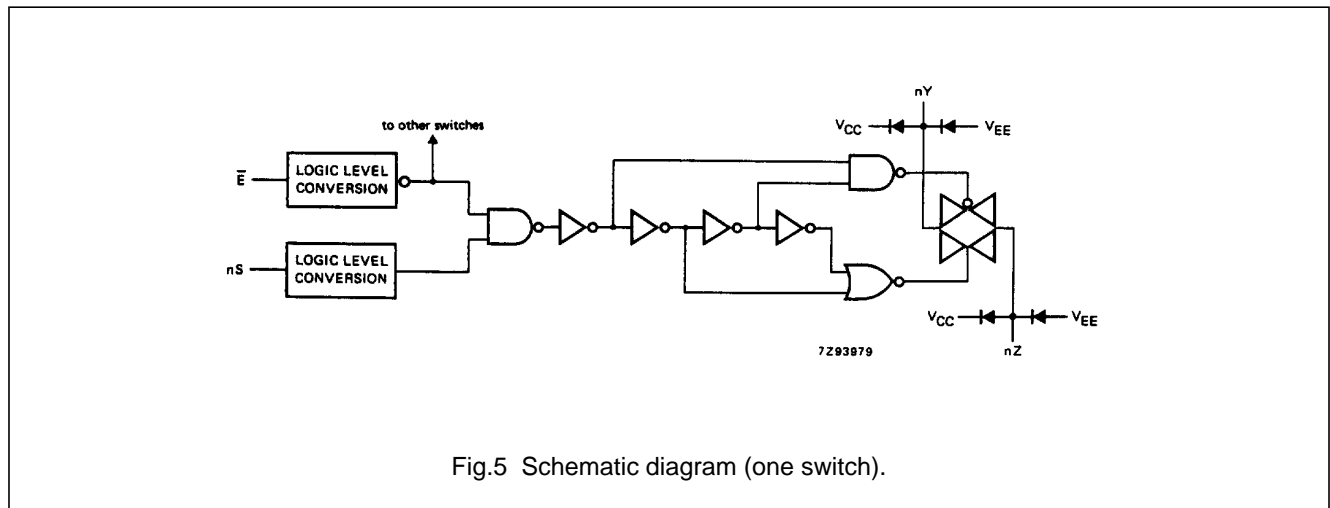 to other switches
nY
V_CC
V_EE
E̅
LOGIC LEVEL
CONVERSION
nS
LOGIC LEVEL
CONVERSION
V_CC
V_EE
7Z93979
nZ
Fig.5 Schematic diagram (one switch).